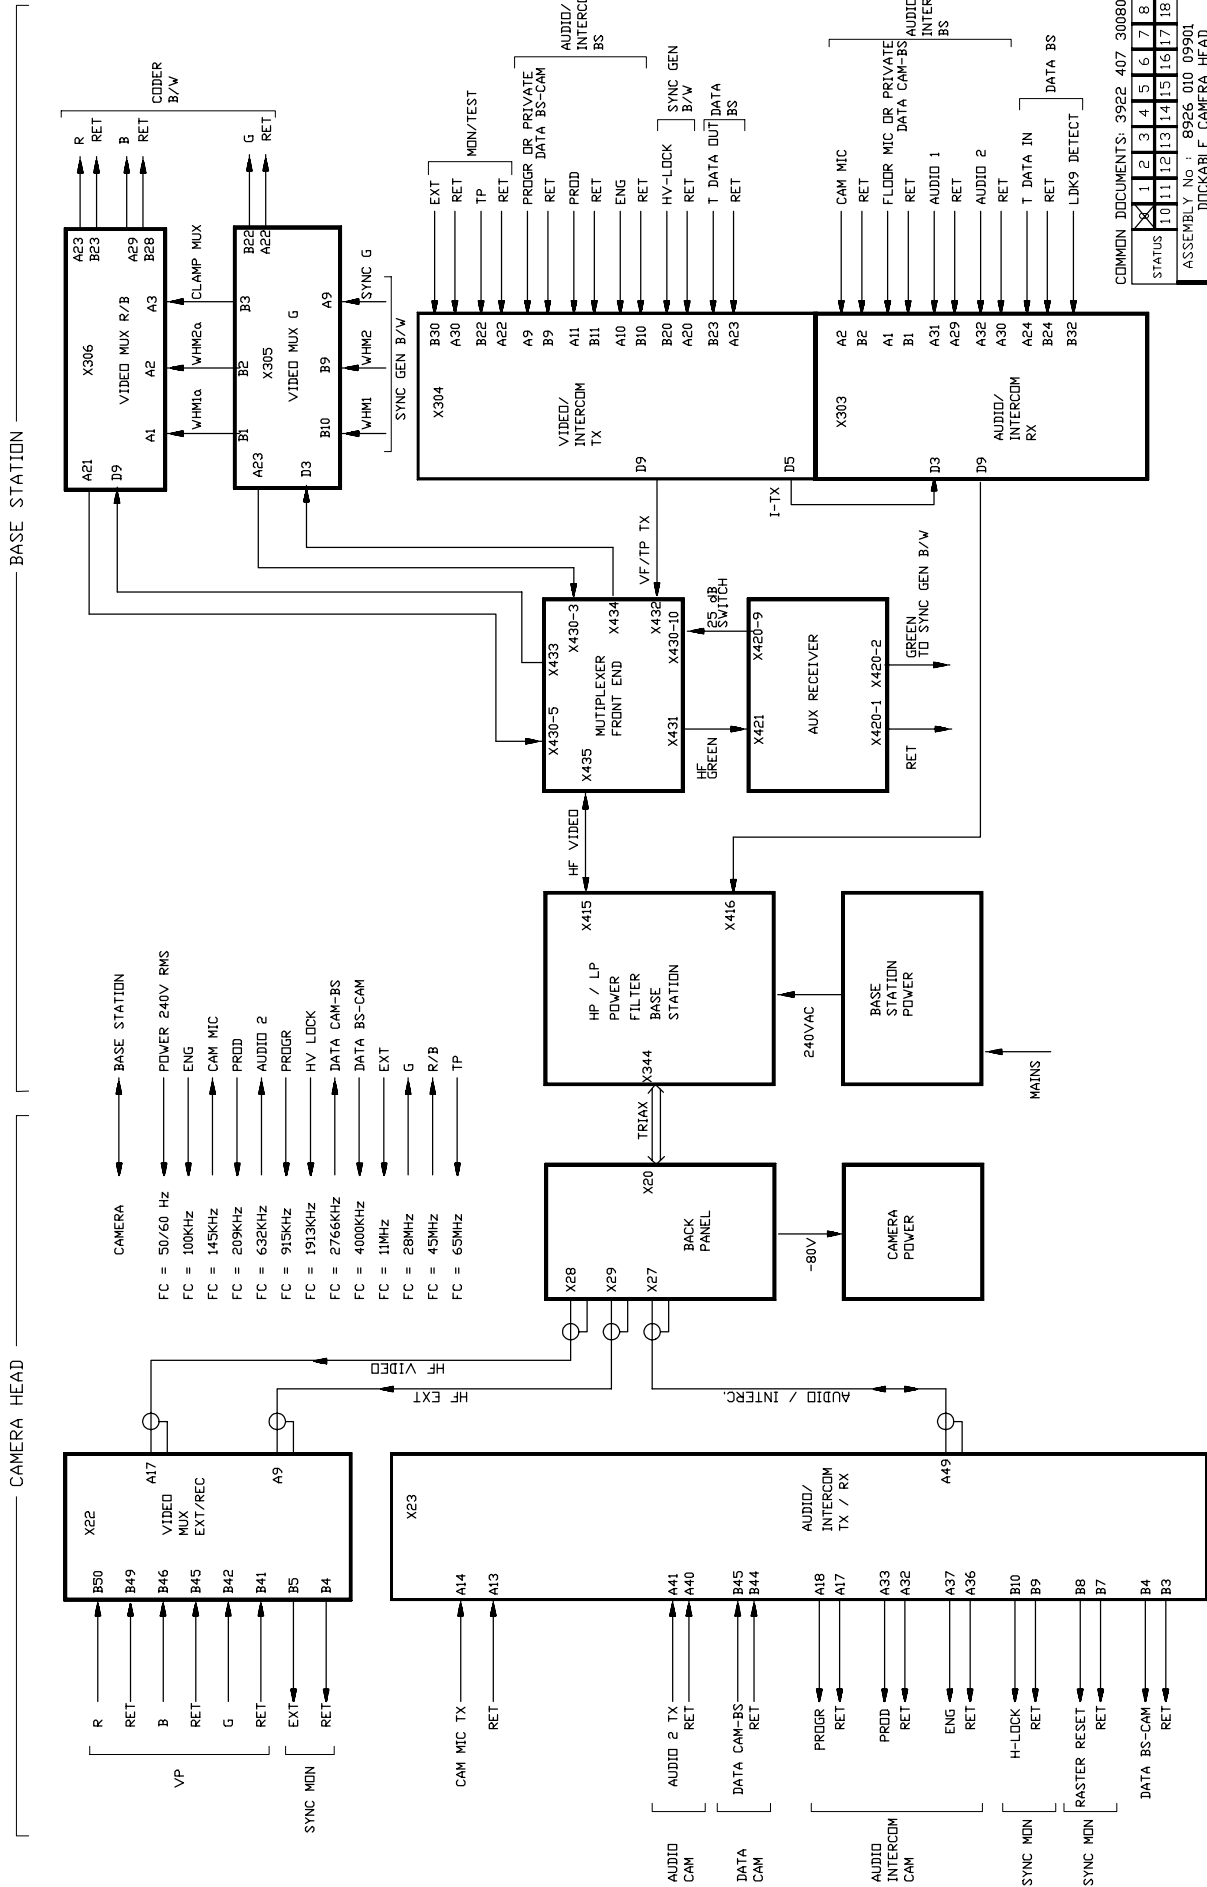 CAMERA HEAD
BASE STATION
VP
SYNC MON
R
RET
B
RET
G
RET
EXT
RET
B50
B49
B46
B45
B42
B41
B5
B4
X22
VIDEO
MUX
EXT/REC
A17
A9
HF VIDEO
HF EXT
AUDIO / INTERC.
CAMERA
BASE STATION
FC = 50/60 Hz
POWER 240V RMS
FC = 100KHz
ENG
FC = 145KHz
CAM MIC
FC = 209KHz
PROD
FC = 632KHz
AUDIO 2
FC = 915KHz
PROGR
FC = 1913KHz
HV LOCK
FC = 2766KHz
DATA CAM-BS
FC = 4000KHz
DATA BS-CAM
FC = 11MHz
EXT
FC = 28MHz
G
FC = 45MHz
R/B
FC = 65MHz
TP
A21
D9
A1
A2
A3
X306
VIDEO MUX R/B
A23
B23
A29
B28
R
RET
B
RET
CODER
B/W
WHM1a
WHM2a
CLAMP MUX
A23
D3
B1
B2
B3
X305
VIDEO MUX G
B10
B9
A9
B22
A22
G
RET
WHM1
WHM2
SYNC G
SYNC GEN B/W
CAM MIC TX
RET
AUDIO
CAM
AUDIO 2 TX
RET
DATA
CAM
DATA CAM-BS
RET
AUDIO
INTERCOM
CAM
PROGR
RET
PROD
RET
ENG
RET
SYNC MON
H-LOCK
RET
SYNC MON
RASTER RESET
RET
DATA BS-CAM
RET
A14
A13
A41
A40
B45
B44
A18
A17
A33
A32
A37
A36
B10
B9
B8
B7
B4
B3
X23
AUDIO/
INTERCOM
TX / RX
A49
X28
X29
X27
BACK
PANEL
X20
-80V
CAMERA
POWER
TRIAX
X344
HP / LP
POWER
FILTER
BASE
STATION
X415
X416
240VAC
BASE
STATION
POWER
MAINS
HF VIDEO
X435
X430-5
X433
MUTIPLEXER
FRONT END
X430-3
X434
X432
X431
X430-10
HF
GREEN
25 dB
SWITCH
X421
X420-9
AUX RECEIVER
X420-1
X420-2
RET
GREEN
TO SYNC GEN B/W
VF/TP TX
I-TX
D9
D5
X304
VIDEO/
INTERCOM
TX
B30
A30
B22
A22
A9
B9
A11
B11
A10
B10
B20
A20
B23
A23
EXT
RET
TP
RET
MON/TEST
PROGR OR PRIVATE
DATA BS-CAM
RET
PROD
RET
ENG
RET
AUDIO/
BS
HV-LOCK
RET
SYNC GEN
B/W
T DATA OUT
RET
DATA
BS
D3
D9
X303
AUDIO/
INTERCOM
RX
A2
B2
A1
B1
A31
A29
A32
A30
A24
B24
B32
CAM MIC
RET
FLOOR MIC OR PRIVATE
DATA CAM-BS
RET
AUDIO 1
RET
AUDIO 2
RET
BS
T DATA IN
RET
LDK9 DETECT
DATA BS
COMMON DOCUMENTS: 3922 407 30080
STATUS
1 2 3 4 5 6 7 8
10 11 12 13 14 15 16 17 18
ASSEMBLY No : 8926 010 09901
DOCKABLE CAMERA HEAD